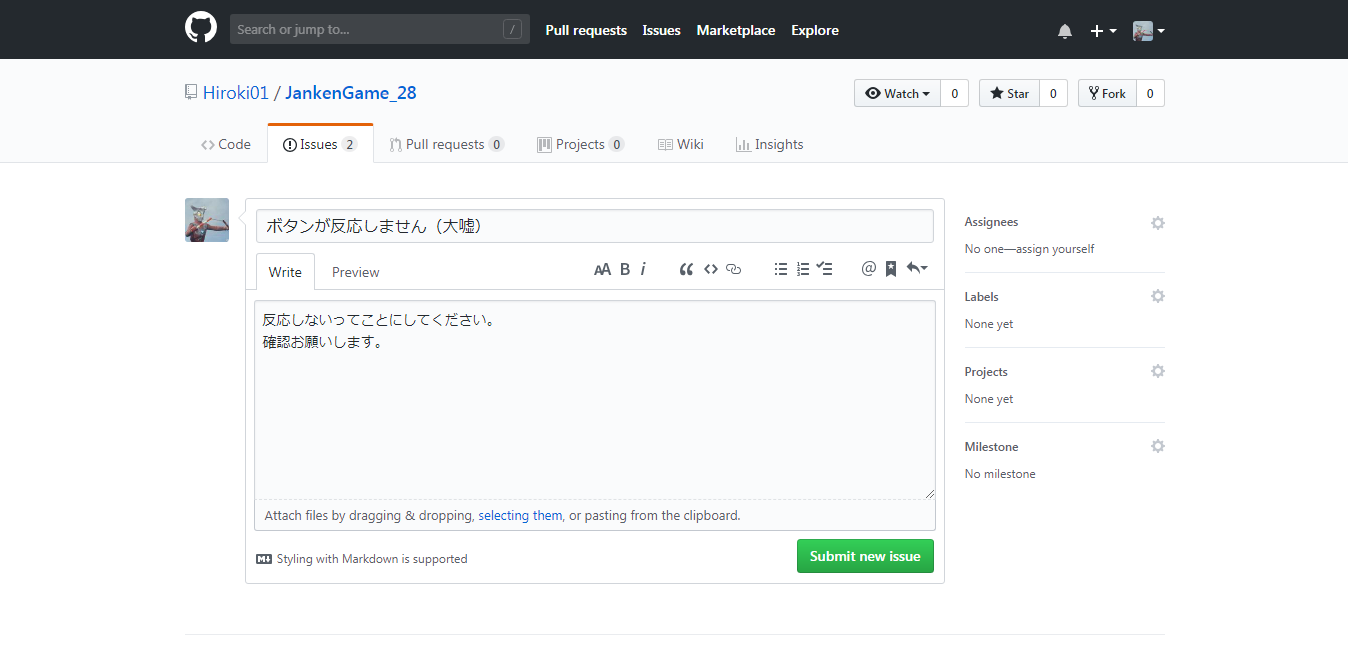 Search or jump to... /
Pull requests Issues Marketplace Explore
Hiroki01 / JankenGame_28
Watch 0 Star 0 Fork 0
Code Issues 2 Pull requests 0 Projects 0 Wiki Insights
ボタンが反応しません（大嘘）
Write Preview
AA B i @
反応しないってことにしてください。
確認お願いします。
Attach files by dragging & dropping, selecting them, or pasting from the clipboard.
Styling with Markdown is supported
Submit new issue
Assignees
No one—assign yourself
Labels
None yet
Projects
None yet
Milestone
No milestone